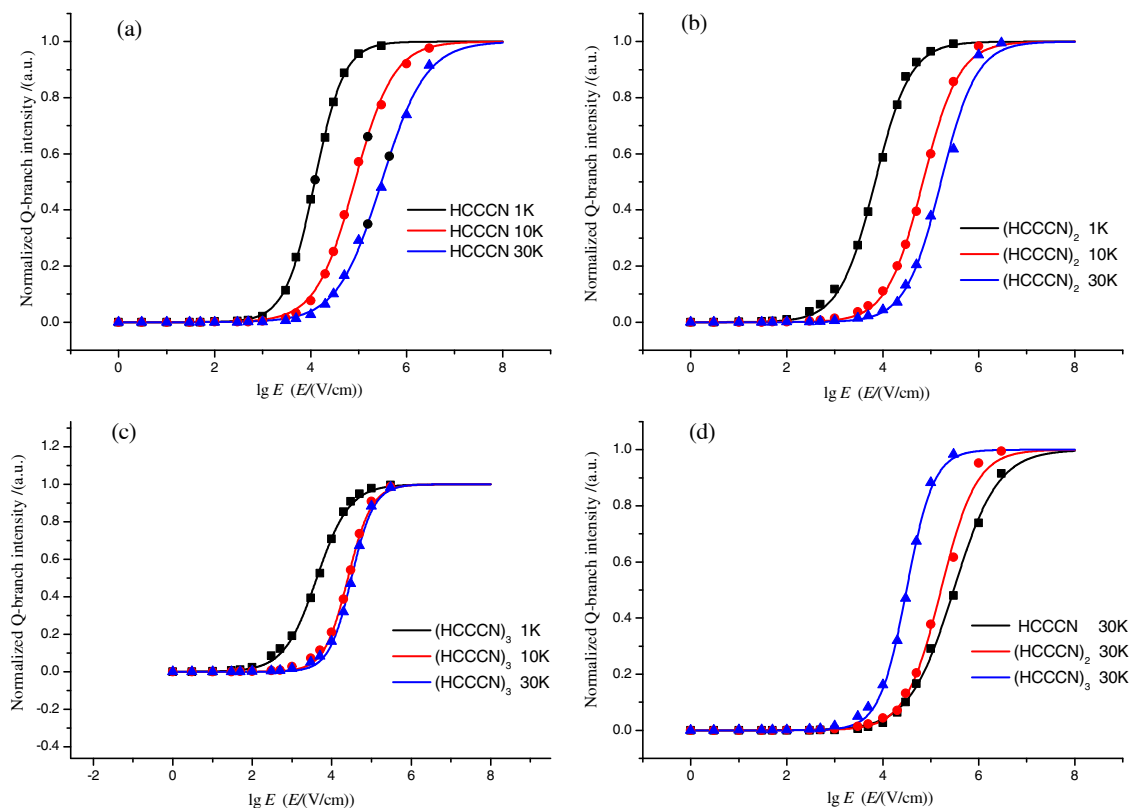 (a)
Normalized Q-branch intensity /(a.u.)
1.0
0.8
0.6
0.4
0.2
0.0
HCCCN 1K
HCCCN 10K
HCCCN 30K
0 2 4 6 8
lg E (E/(V/cm))
(b)
Normalized Q-branch intensity /(a.u.)
1.0
0.8
0.6
0.4
0.2
0.0
(HCCCN)₂ 1K
(HCCCN)₂ 10K
(HCCCN)₂ 30K
0 2 4 6 8
lg E (E/(V/cm))
(c)
Normalized Q-branch intensity /(a.u.)
1.2
1.0
0.8
0.6
0.4
0.2
0.0
-0.2
-0.4
(HCCCN)₃ 1K
(HCCCN)₃ 10K
(HCCCN)₃ 30K
-2 0 2 4 6 8
lg E (E/(V/cm))
(d)
Normalized Q-branch intensity /(a.u.)
1.0
0.8
0.6
0.4
0.2
0.0
HCCCN 30K
(HCCCN)₂ 30K
(HCCCN)₃ 30K
0 2 4 6 8
lg E (E/(V/cm))